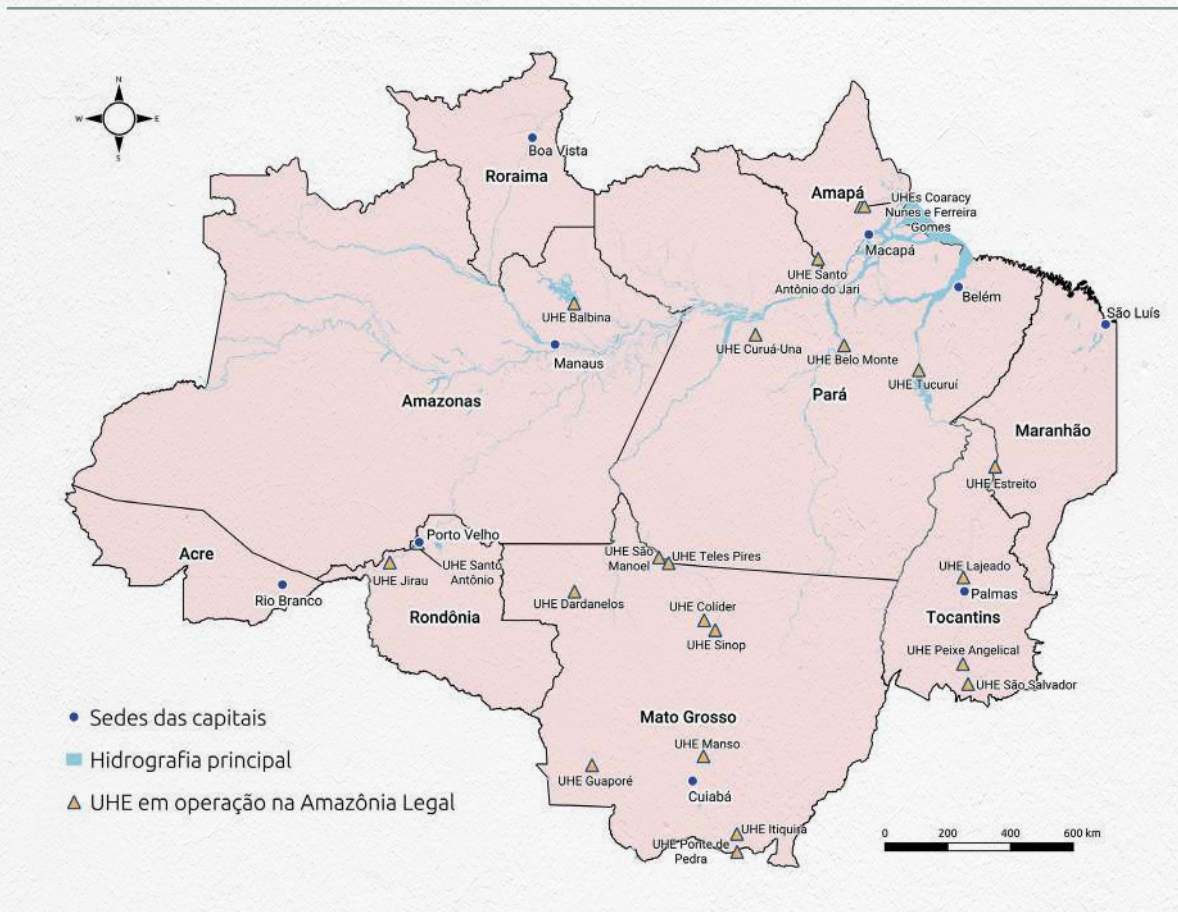 N
W
E
S
Boa Vista
Roraima
Amapá
UHEs Coaracy
Nunes e Ferreira
Gomes
Macapá
UHE Santo
Antônio do Jari
Belém
São Luís
UHE Balbina
Manaus
UHE Curuá-Una
UHE Belo Monte
UHE Tucuruí
Amazonas
Pará
Maranhão
UHE Estreito
Acre
Rio Branco
Porto Velho
UHE Jirau
UHE Santo
Antônio
Rondônia
UHE São
Manoel
UHE Teles Pires
UHE Dardanelos
UHE Colíder
UHE Sinop
UHE Lajeado
Palmas
Tocantins
UHE Peixe Angelical
UHE São Salvador
Mato Grosso
UHE Manso
UHE Guaporé
Cuiabá
UHE Itiquira
UHE Ponte de
Pedra
Sedes das capitais
Hidrografia principal
UHE em operação na Amazônia Legal
0 200 400 600 km